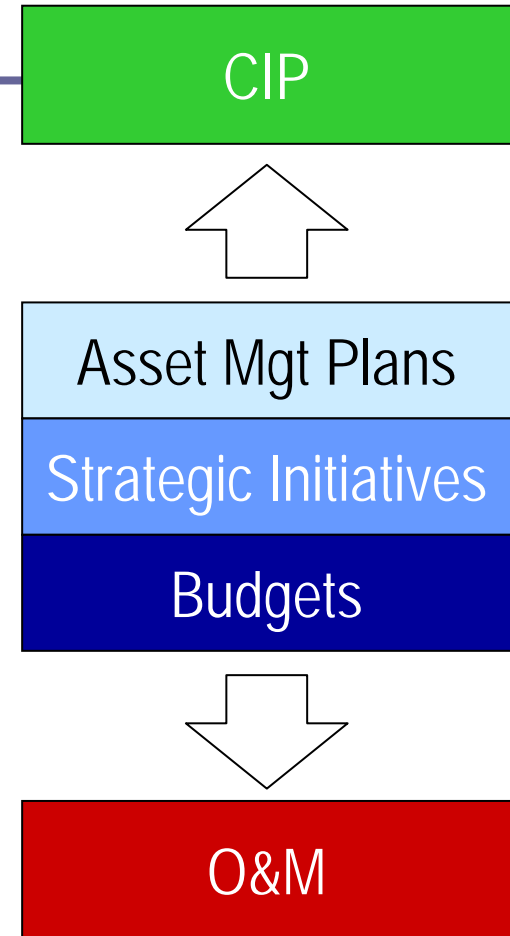 CIP
Asset Mgt Plans
Strategic Initiatives
Budgets
O&M